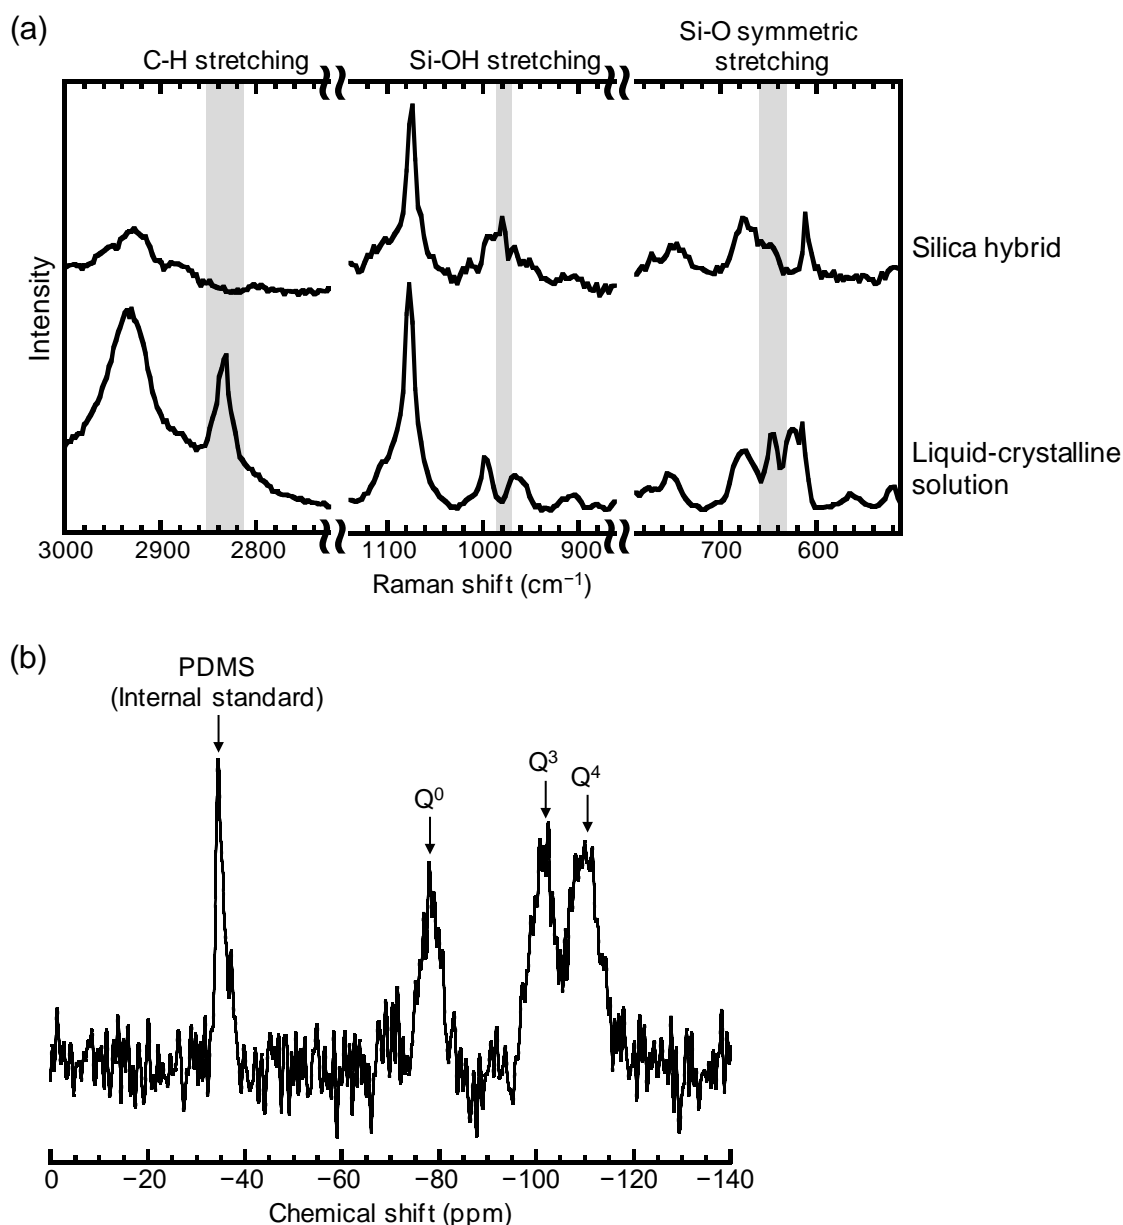 (a)
Si-O symmetric
stretching
C-H stretching
Si-OH stretching
Intensity
Silica hybrid
Liquid-crystalline
solution
3000 2900 2800 1100 1000 900 700 600
Raman shift (cm⁻¹)
(b)
PDMS
(Internal standard)
Q⁰
Q³
Q⁴
0 −20 −40 −60 −80 −100 −120 −140
Chemical shift (ppm)